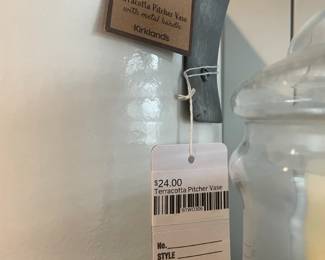 Terracotta Pitcher Vase
with metal handle
Kirklands
$24.00
Terracotta Pitcher Vase
No.
STYLE